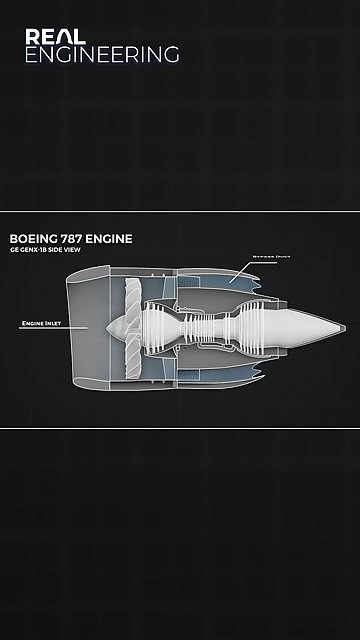 REAL
ENGINEERING
BOEING 787 ENGINE
GE GENX-1B SIDE VIEW
Bypass Duct
Engine Inlet